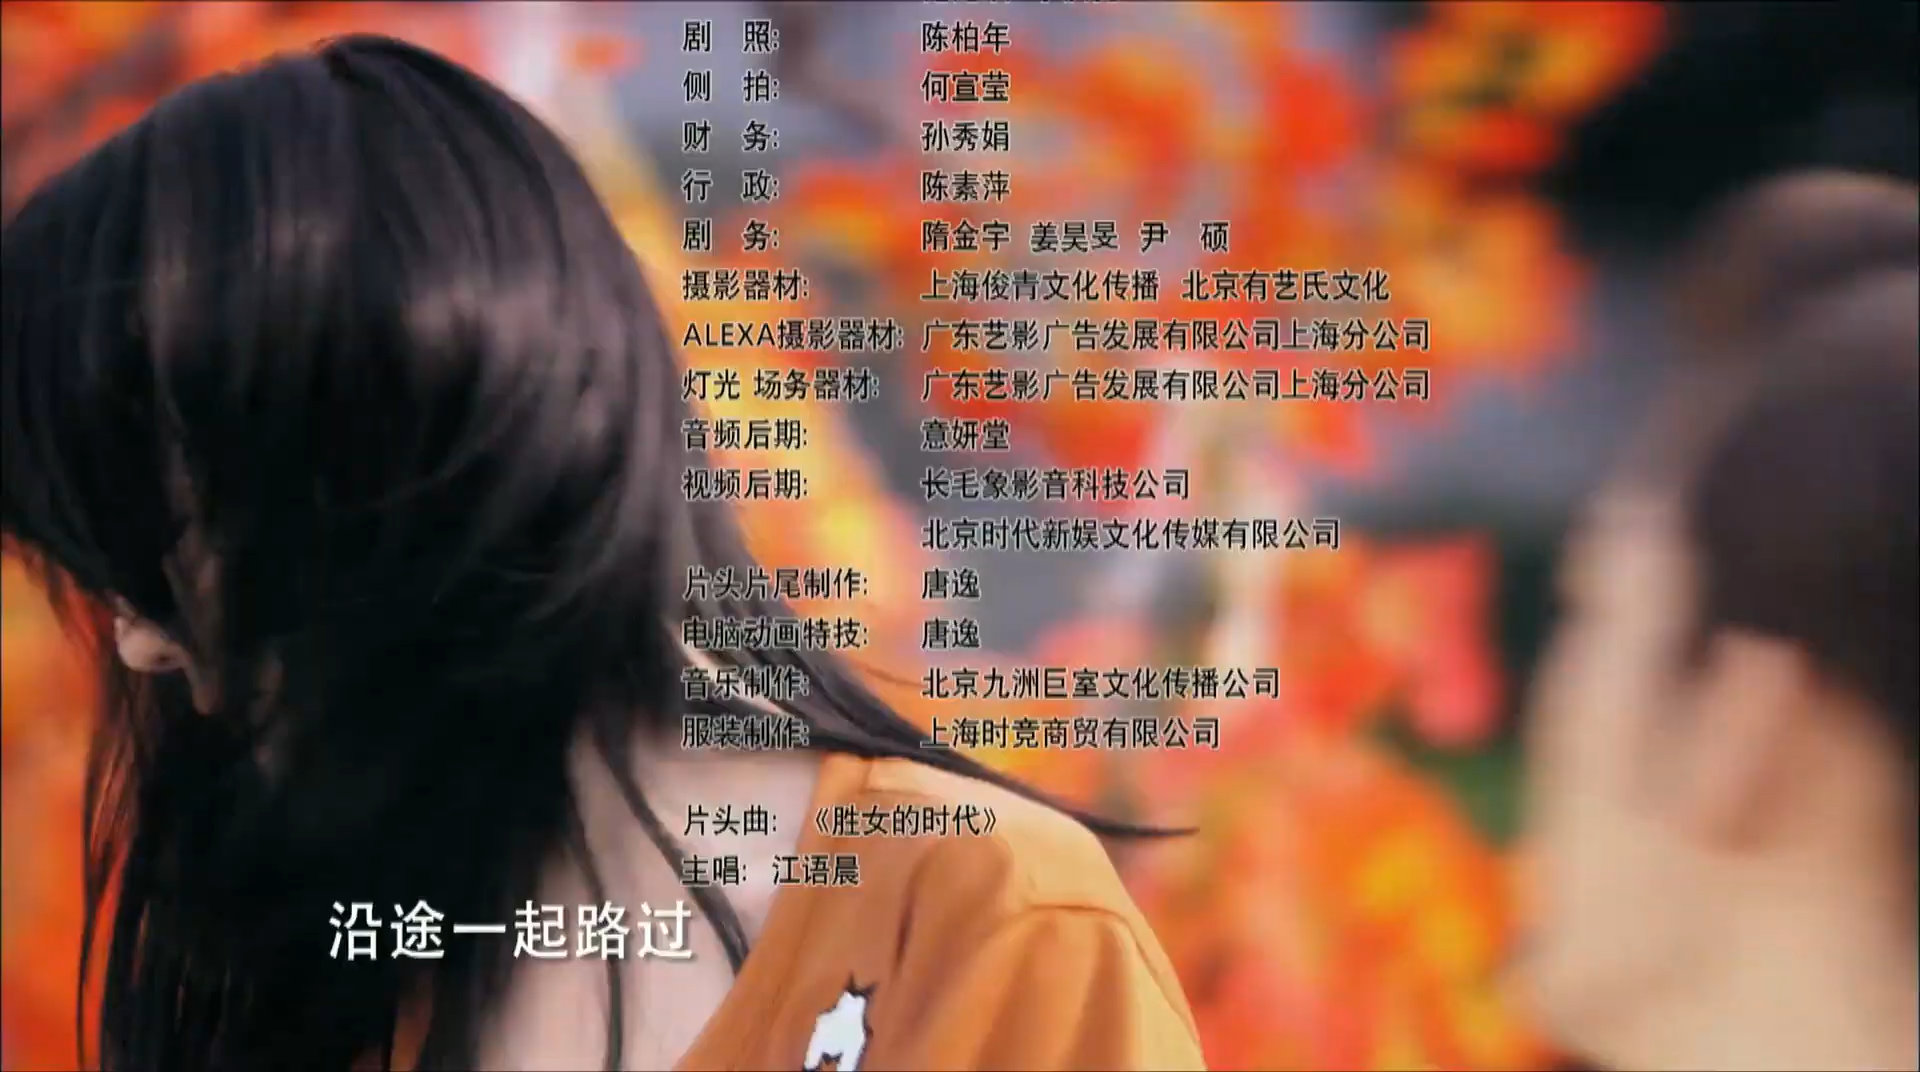 剧 照: 陈柏年
侧 拍: 何宣莹
财 务: 孙秀娟
行 政: 陈素萍
剧 务: 隋金宇 姜昊旻 尹 硕
摄影器材: 上海俊青文化传播 北京有艺氏文化
ALEXA摄影器材: 广东艺影广告发展有限公司上海分公司
灯光 场务器材: 广东艺影广告发展有限公司上海分公司
音频后期: 意妍堂
视频后期: 长毛象影音科技公司
北京时代新娱文化传媒有限公司
片头片尾制作: 唐逸
电脑动画特技: 唐逸
音乐制作: 北京九洲巨室文化传播公司
服装制作: 上海时竞商贸有限公司
片头曲: 《胜女的时代》
主唱: 江语晨
沿途一起路过